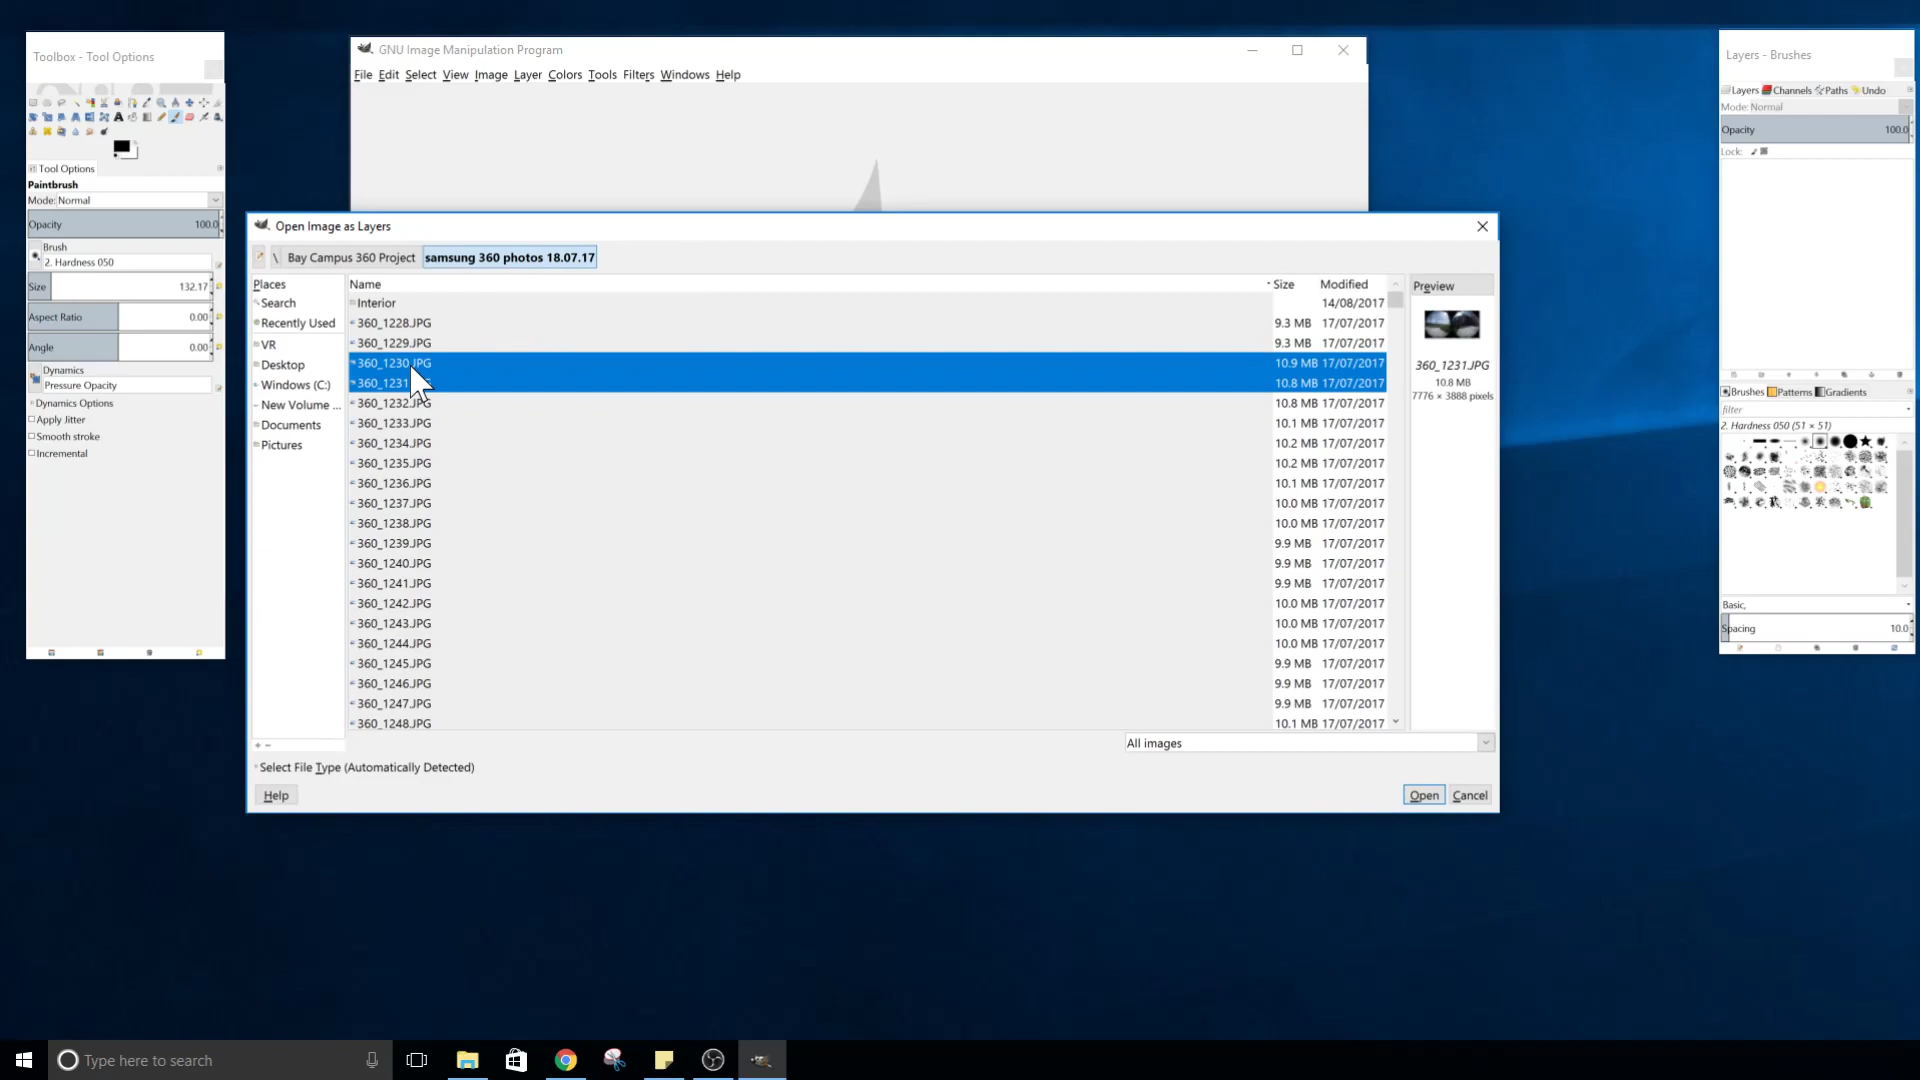 Toolbox - Tool Options
GNU Image Manipulation Program
Layers - Brushes
File Edit Select View Image Layer Colors Tools Filters Windows Help
Layers Channels Paths Undo
Mode: Normal
Opacity 100.0
Lock:
Tool Options
Paintbrush
Mode: Normal
Opacity 100.0
Brush
2. Hardness 050
Size 132.17
Aspect Ratio 0.00
Angle 0.00
Dynamics
Pressure Opacity
Dynamics Options
Apply Jitter
Smooth stroke
Incremental
Open Image as Layers
\ Bay Campus 360 Project samsung 360 photos 18.07.17
Places
Search
Recently Used
VR
Desktop
Windows (C:)
New Volume ...
Documents
Pictures
Name Size Modified
Interior 14/08/2017
360_1228.JPG 9.3 MB 17/07/2017
360_1229.JPG 9.3 MB 17/07/2017
360_1230.JPG 10.9 MB 17/07/2017
360_1231 10.8 MB 17/07/2017
360_1232.JPG 10.8 MB 17/07/2017
360_1233.JPG 10.1 MB 17/07/2017
360_1234.JPG 10.2 MB 17/07/2017
360_1235.JPG 10.2 MB 17/07/2017
360_1236.JPG 10.1 MB 17/07/2017
360_1237.JPG 10.0 MB 17/07/2017
360_1238.JPG 10.0 MB 17/07/2017
360_1239.JPG 9.9 MB 17/07/2017
360_1240.JPG 9.9 MB 17/07/2017
360_1241.JPG 9.9 MB 17/07/2017
360_1242.JPG 10.0 MB 17/07/2017
360_1243.JPG 10.0 MB 17/07/2017
360_1244.JPG 10.0 MB 17/07/2017
360_1245.JPG 9.9 MB 17/07/2017
360_1246.JPG 9.9 MB 17/07/2017
360_1247.JPG 9.9 MB 17/07/2017
360_1248.JPG 10.1 MB 17/07/2017
Preview
360_1231.JPG
10.8 MB
7776 × 3888 pixels
All images
Select File Type (Automatically Detected)
Help Open Cancel
Brushes Patterns Gradients
filter
2. Hardness 050 (51 × 51)
Basic,
Spacing 10.0
Type here to search